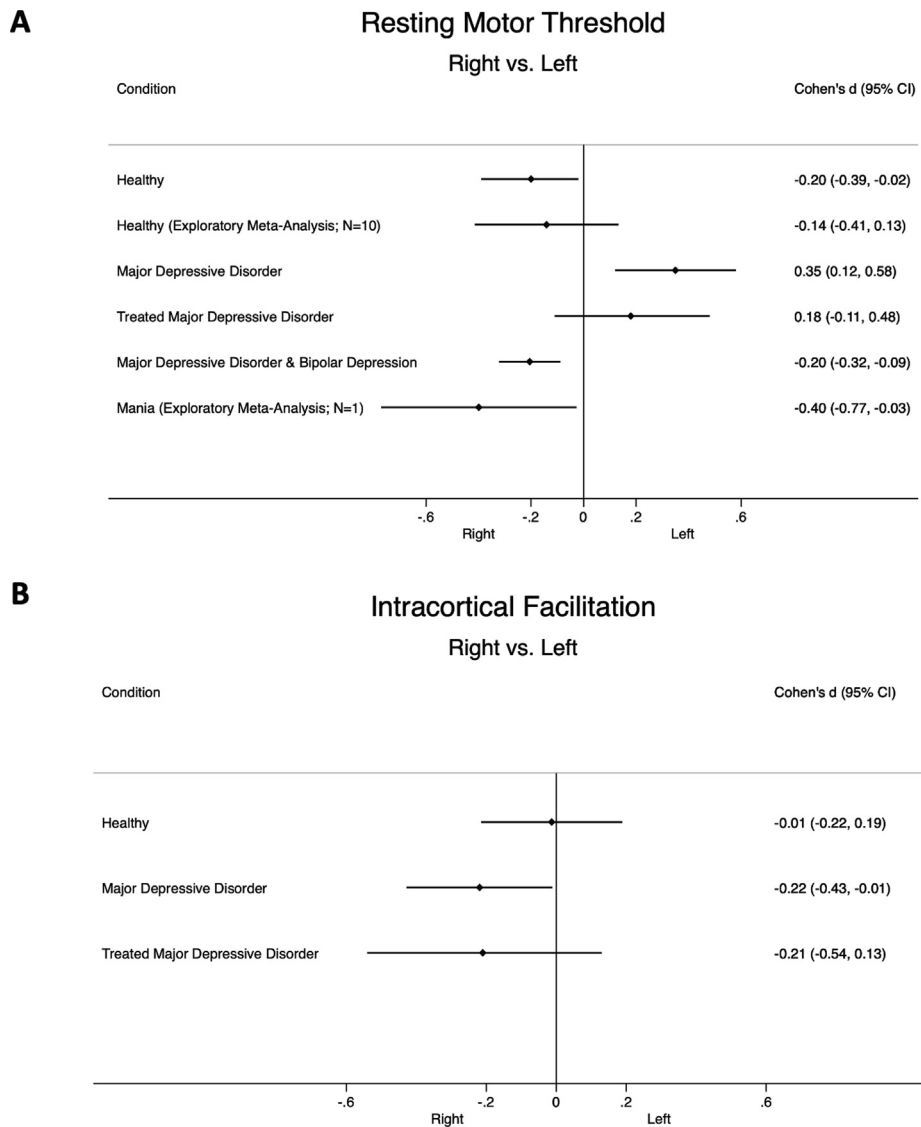 A
Resting Motor Threshold
Right vs. Left
Condition Cohen's d (95% CI)
Healthy -0.20 (-0.39, -0.02)
Healthy (Exploratory Meta-Analysis; N=10) -0.14 (-0.41, 0.13)
Major Depressive Disorder 0.35 (0.12, 0.58)
Treated Major Depressive Disorder 0.18 (-0.11, 0.48)
Major Depressive Disorder & Bipolar Depression -0.20 (-0.32, -0.09)
Mania (Exploratory Meta-Analysis; N=1) -0.40 (-0.77, -0.03)
-.6 -.2 0 .2 .6
Right Left
B
Intracortical Facilitation
Right vs. Left
Condition Cohen's d (95% CI)
Healthy -0.01 (-0.22, 0.19)
Major Depressive Disorder -0.22 (-0.43, -0.01)
Treated Major Depressive Disorder -0.21 (-0.54, 0.13)
-.6 -.2 0 .2 .6
Right Left